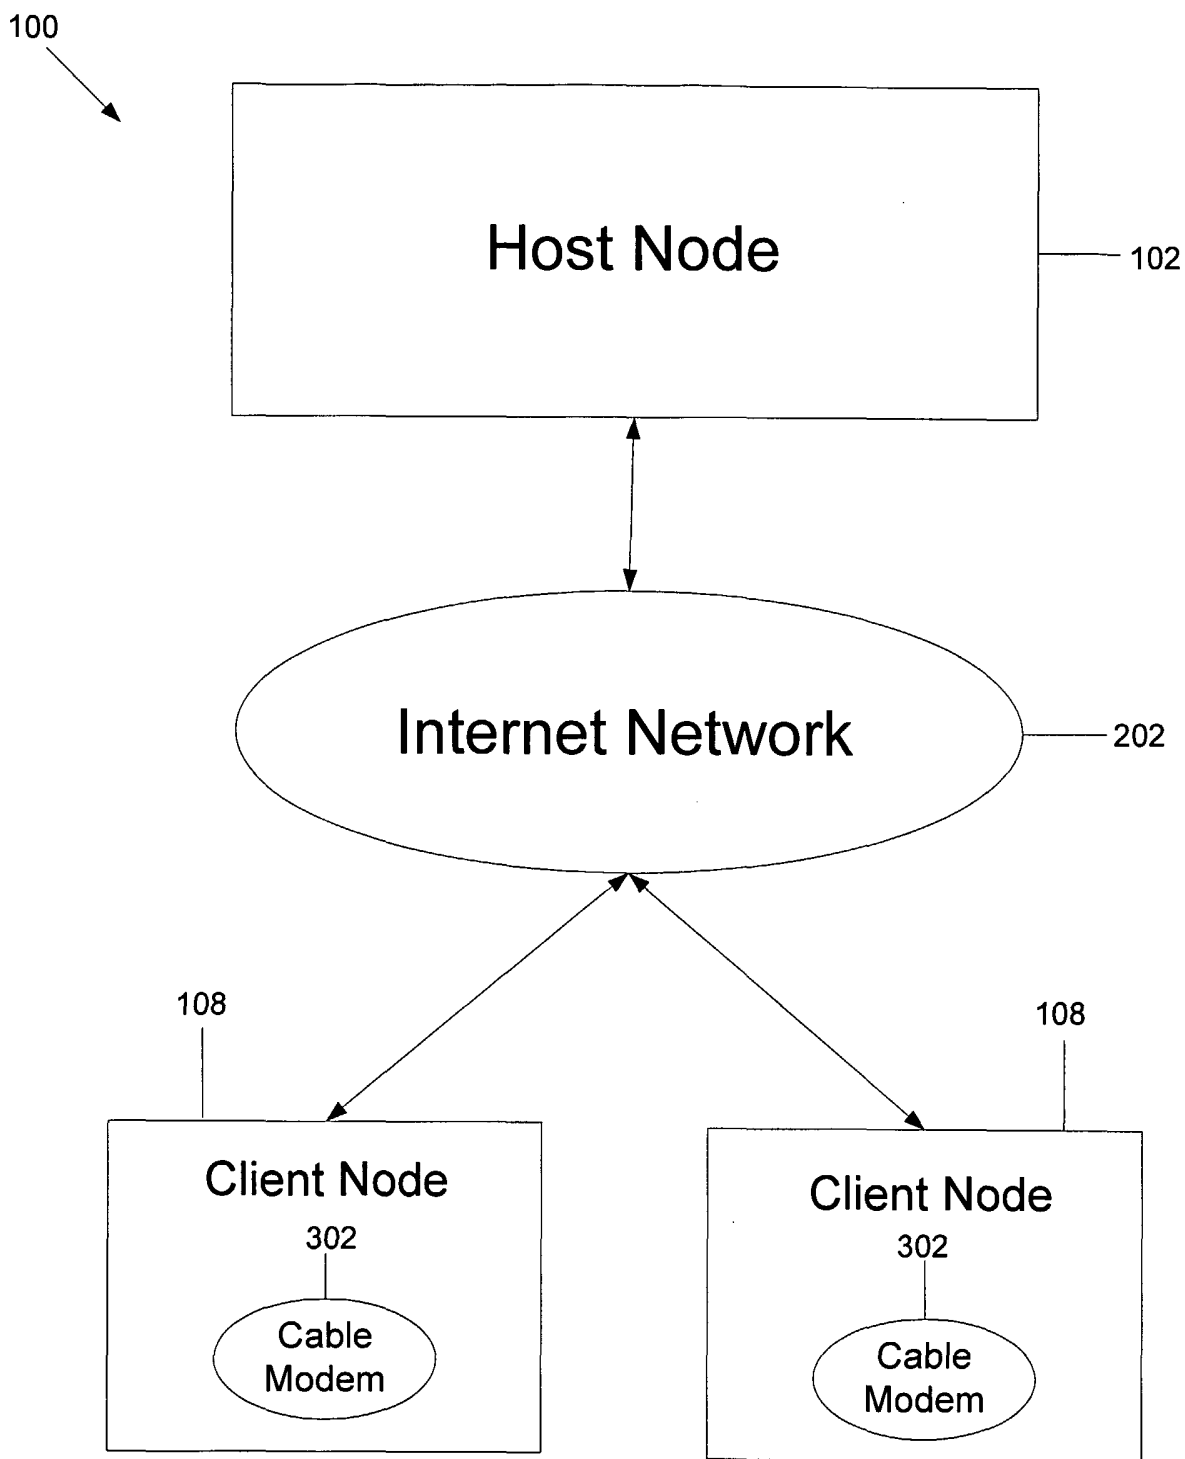 100
Host Node
102
Internet Network
202
108
108
Client Node
302
Cable
Modem
Client Node
302
Cable
Modem